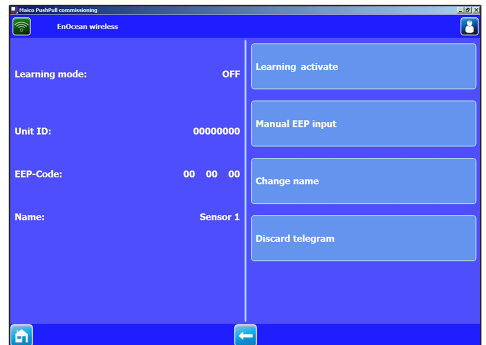 Maico PushPull commissioning
EnOcean wireless
Learning mode: OFF
Unit ID: 00000000
EEP-Code: 00 00 00
Name: Sensor 1
Learning activate
Manual EEP input
Change name
Discard telegram